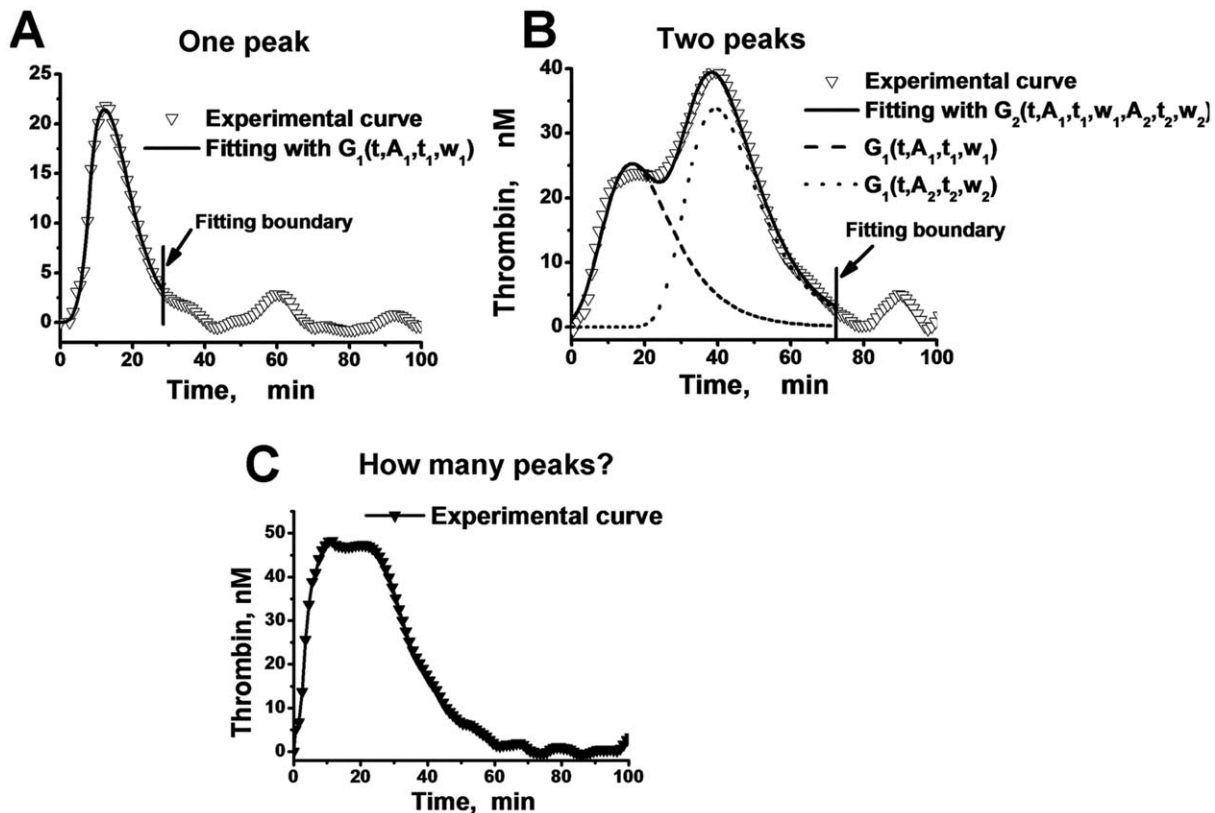 A
One peak
25
20
15
10
5
0
0 20 40 60 80 100
Time, min
Experimental curve
Fitting with G₁(t,A₁,t₁,w₁)
Fitting boundary
B
Two peaks
Thrombin, nM
40
30
20
10
0
0 20 40 60 80 100
Time, min
Experimental curve
Fitting with G₂(t,A₁,t₁,w₁,A₂,t₂,w₂)
G₁(t,A₁,t₁,w₁)
G₁(t,A₂,t₂,w₂)
Fitting boundary
C
How many peaks?
Experimental curve
Thrombin, nM
50
40
30
20
10
0
0 20 40 60 80 100
Time, min